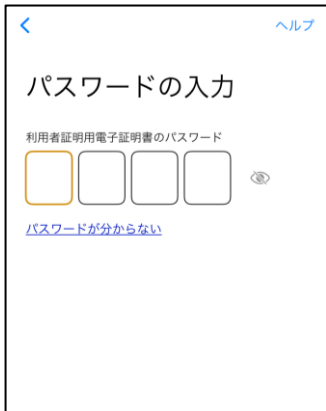 ヘルプ
パスワードの入力
利用者証明用電子証明書のパスワード
パスワードが分からない